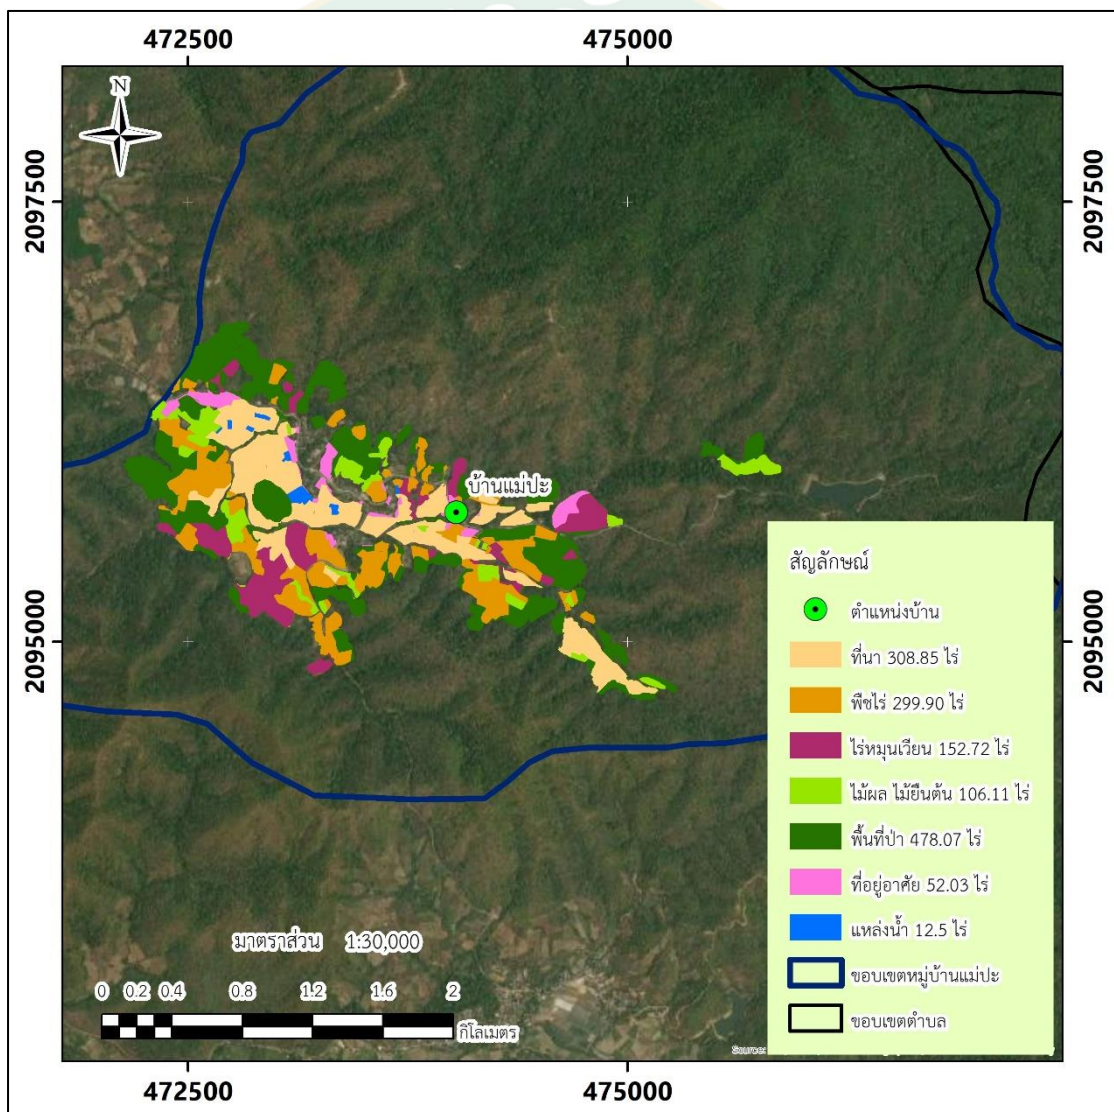 472500 475000
N
2097500 2097500
บ้านแม่ปะ
สัญลักษณ์
ตำแหน่งบ้าน
ที่นา 308.85 ไร่
พืชไร่ 299.90 ไร่
ไร่หมุนเวียน 152.72 ไร่
ไม้ผล ไม้ยืนต้น 106.11 ไร่
พื้นที่ป่า 478.07 ไร่
ที่อยู่อาศัย 52.03 ไร่
แหล่งน้ำ 12.5 ไร่
ขอบเขตหมู่บ้านแม่ปะ
ขอบเขตตำบล
2095000 2095000
มาตราส่วน 1:30,000
0 0.2 0.4 0.8 1.2 1.6 2
กิโลเมตร
Source:
472500 475000